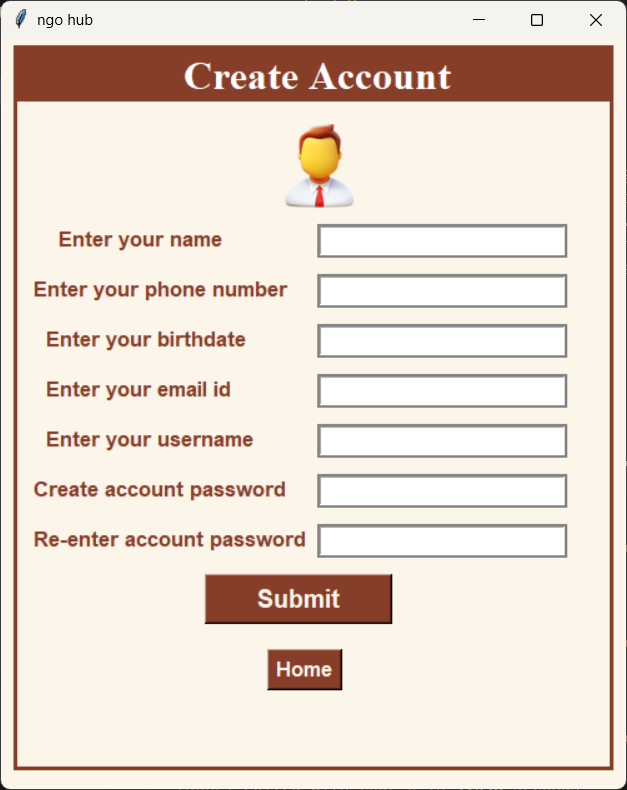 ngo hub
Create Account
Enter your name
Enter your phone number
Enter your birthdate
Enter your email id
Enter your username
Create account password
Re-enter account password
Submit
Home